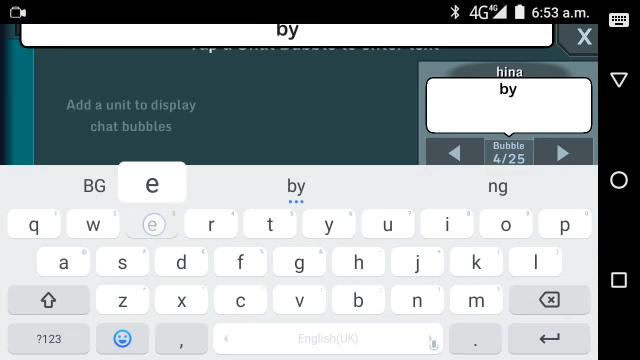 4G 4G 6:53 a.m.
by
Tap a Chat Bubble to enter text
X
hina
by
Add a unit to display
chat bubbles
Bubble
4/25
BG e by ng
q w e r t y u i o p
a s d f g h j k l
z x c v b n m
?123 , English(UK) .